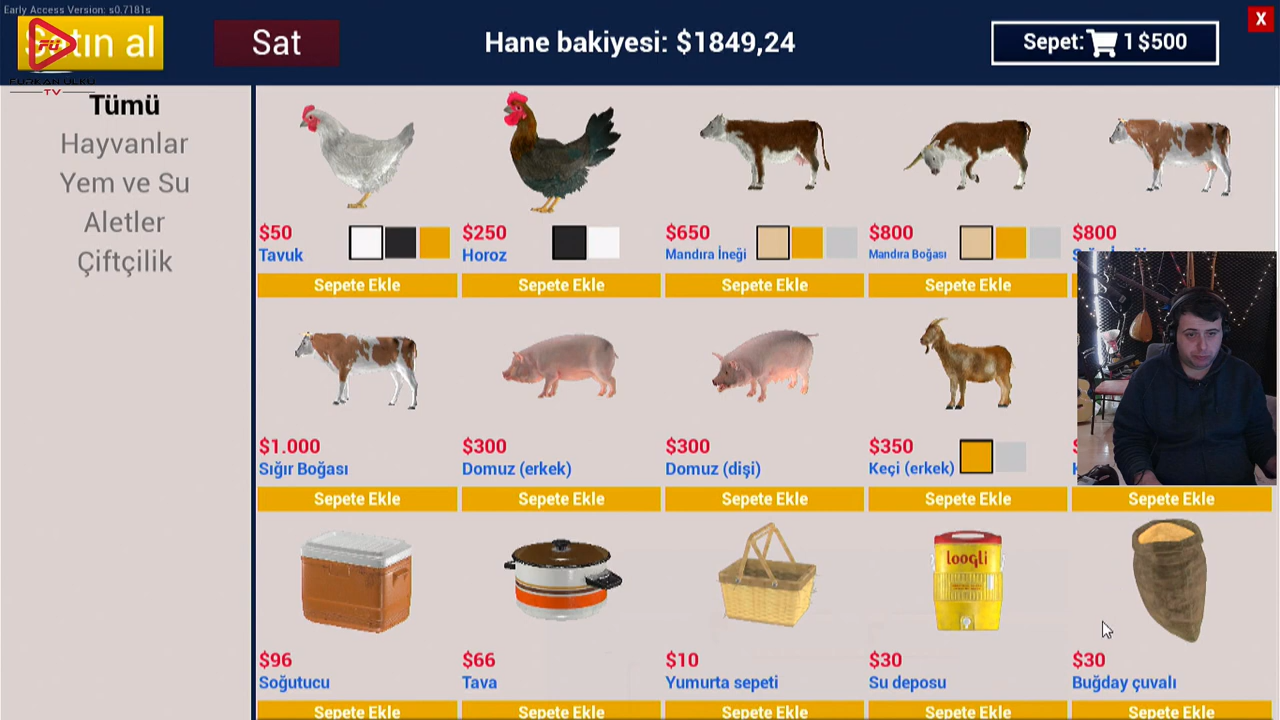 Early Access Version: s0.7181s
Satın al
Sat
Hane bakiyesi: $1849,24
Sepet: 1 $500
X
FURKAN ÜLKÜ
TV
Tümü
Hayvanlar
Yem ve Su
Aletler
Çiftçilik
$50
Tavuk
Sepete Ekle
$250
Horoz
Sepete Ekle
$650
Mandıra İneği
Sepete Ekle
$800
Mandıra Boğası
Sepete Ekle
$800
$1.000
Sığır Boğası
Sepete Ekle
$300
Domuz (erkek)
Sepete Ekle
$300
Domuz (dişi)
Sepete Ekle
$350
Keçi (erkek)
Sepete Ekle
Sepete Ekle
$96
Soğutucu
Sepete Ekle
$66
Tava
Sepete Ekle
$10
Yumurta sepeti
Sepete Ekle
loogli
$30
Su deposu
Sepete Ekle
$30
Buğday çuvalı
Sepete Ekle